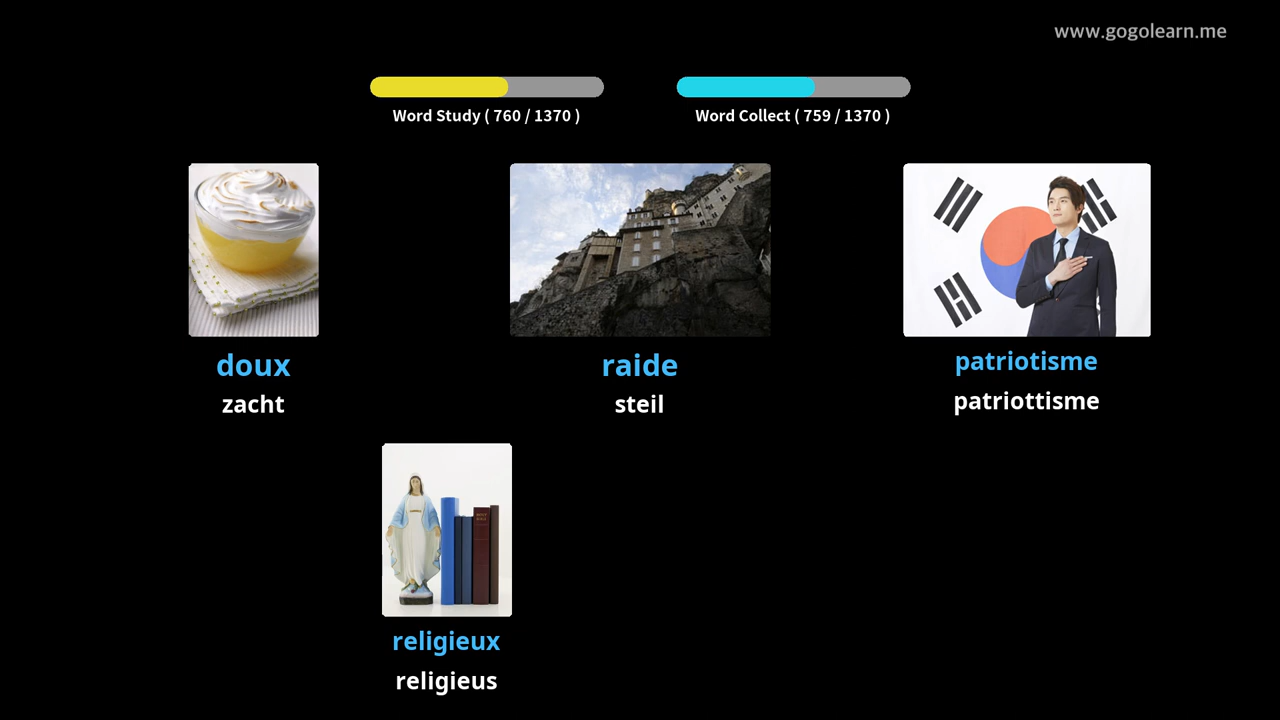 www.gogolearn.me
Word Study ( 760 / 1370 )
Word Collect ( 759 / 1370 )
doux
zacht
raide
steil
patriotisme
patriottisme
religieux
religieus